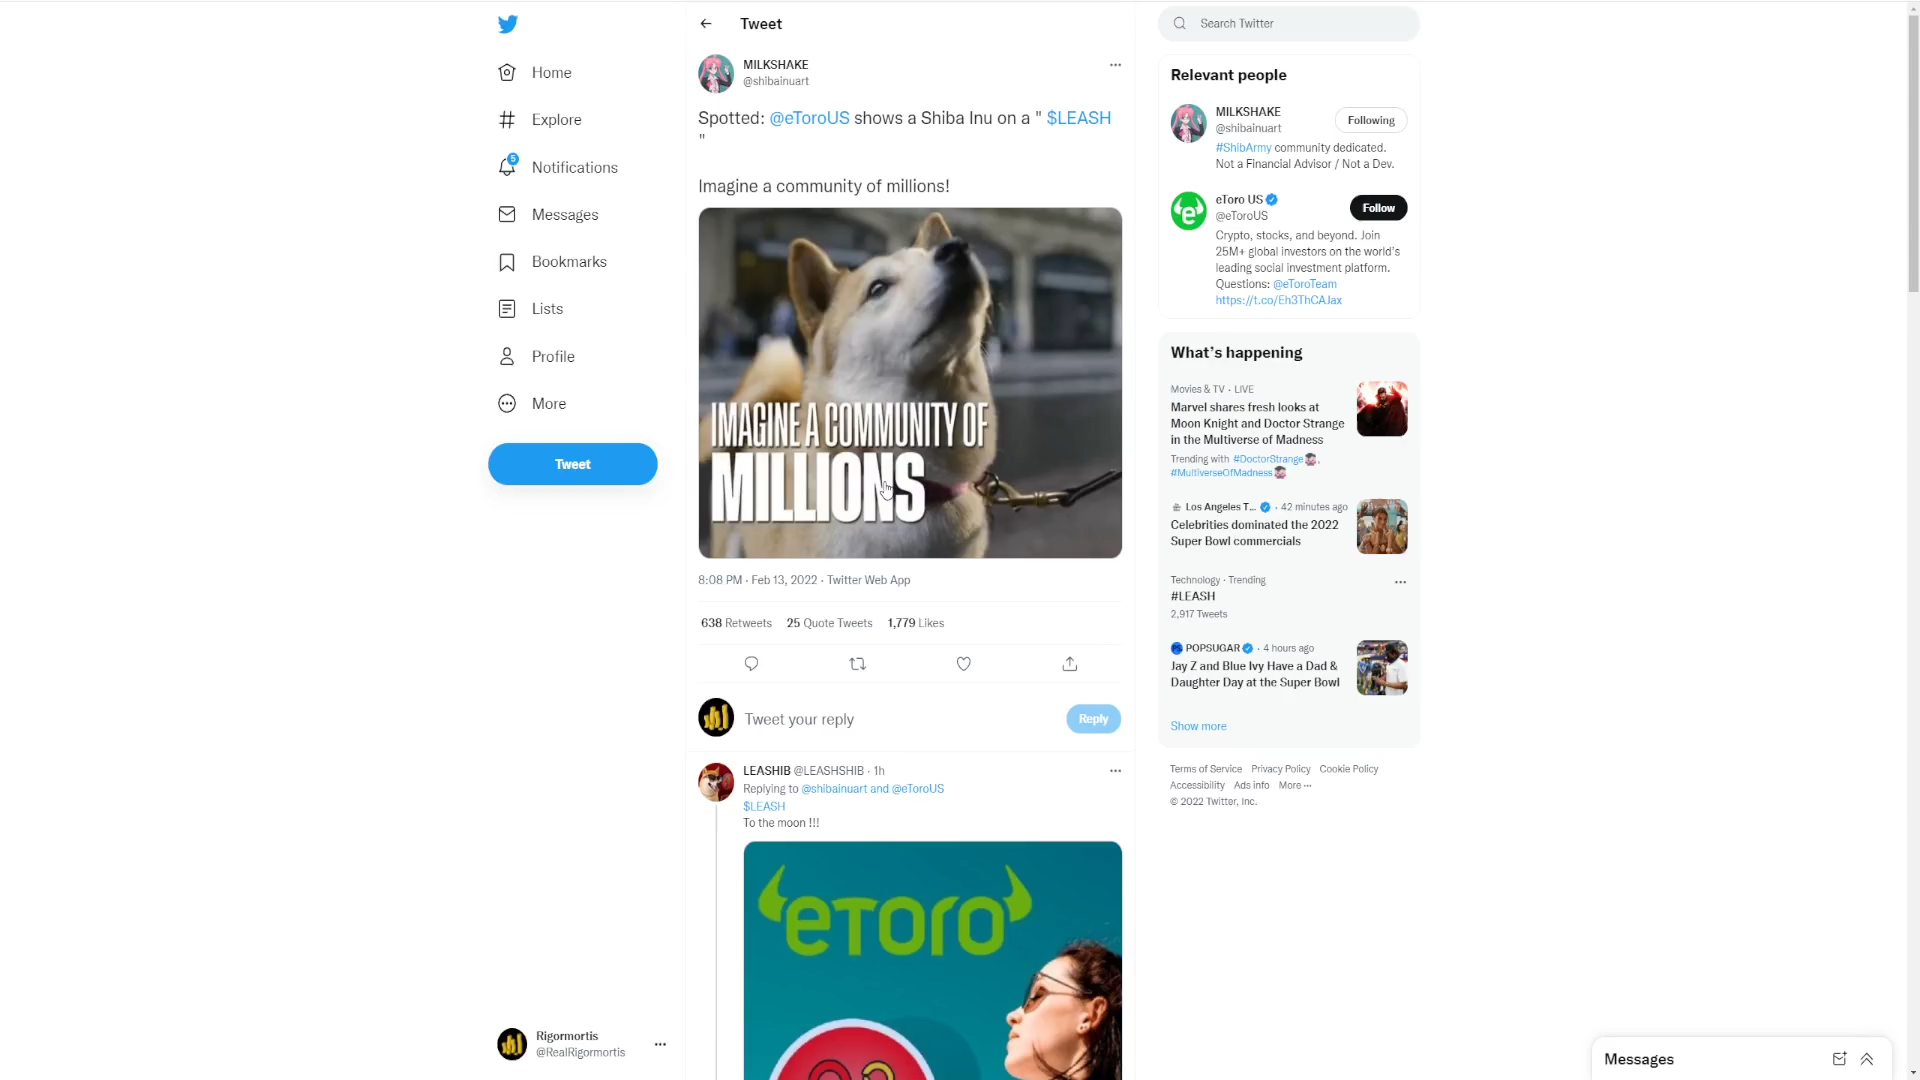 Home
Explore
5
Notifications
Messages
Bookmarks
Lists
Profile
More
Tweet
Rigormortis
@RealRigormortis
Tweet
MILKSHAKE
@shibainuart
Spotted: @eToroUS shows a Shiba Inu on a " $LEASH
"
Imagine a community of millions!
IMAGINE A COMMUNITY OF
MILLIONS
8:08 PM · Feb 13, 2022 · Twitter Web App
638 Retweets 25 Quote Tweets 1,779 Likes
Tweet your reply
Reply
LEASHIB @LEASHSHIB · 1h
Replying to @shibainuart and @eToroUS
$LEASH
To the moon !!!
eTORO
Search Twitter
Relevant people
MILKSHAKE
@shibainuart
Following
#ShibArmy community dedicated.
Not a Financial Advisor / Not a Dev.
eToro US
@eToroUS
Follow
Crypto, stocks, and beyond. Join
25M+ global investors on the world's
leading social investment platform.
Questions: @eToroTeam
https://t.co/Eh3ThCAJax
What's happening
Movies & TV · LIVE
Marvel shares fresh looks at
Moon Knight and Doctor Strange
in the Multiverse of Madness
Trending with #DoctorStrange,
#MultiverseOfMadness
Los Angeles T... · 42 minutes ago
Celebrities dominated the 2022
Super Bowl commercials
Technology · Trending
#LEASH
2,917 Tweets
POPSUGAR · 4 hours ago
Jay Z and Blue Ivy Have a Dad &
Daughter Day at the Super Bowl
Show more
Terms of Service Privacy Policy Cookie Policy
Accessibility Ads info More ···
© 2022 Twitter, Inc.
Messages